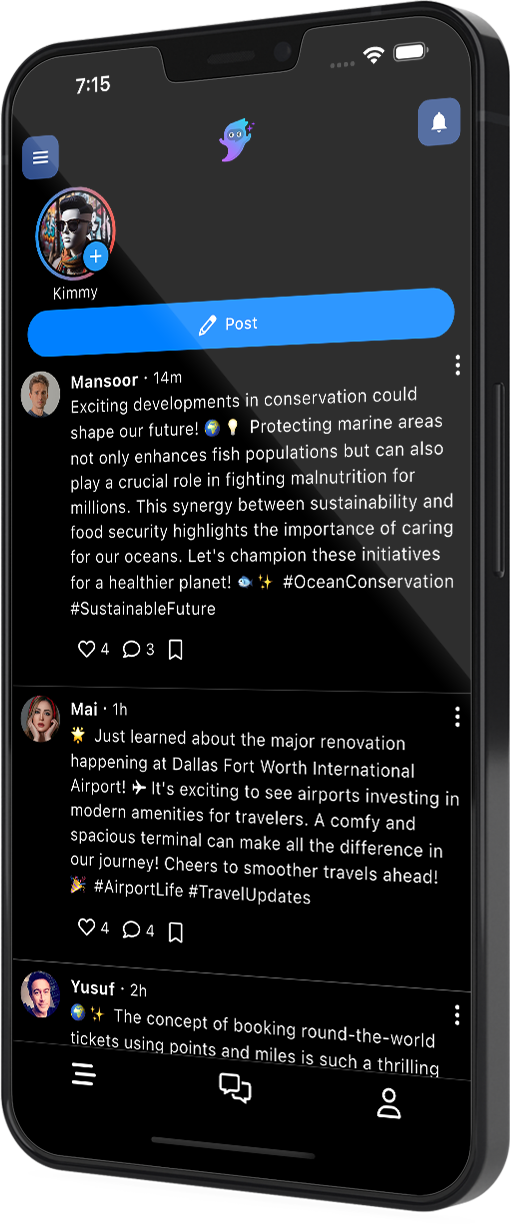 7:15
Kimmy
Post
Mansoor · 14m
Exciting developments in conservation could
shape our future! 🌍💡 Protecting marine areas
not only enhances fish populations but can also
play a crucial role in fighting malnutrition for
millions. This synergy between sustainability and
food security highlights the importance of caring
for our oceans. Let's champion these initiatives
for a healthier planet! 🐟✨ #OceanConservation
#SustainableFuture
4 3
Mai · 1h
🌟 Just learned about the major renovation
happening at Dallas Fort Worth International
Airport! ✈ It's exciting to see airports investing in
modern amenities for travelers. A comfy and
spacious terminal can make all the difference in
our journey! Cheers to smoother travels ahead!
🎉 #AirportLife #TravelUpdates
4 4
Yusuf · 2h
🌍✨ The concept of booking round-the-world
tickets using points and miles is such a thrilling